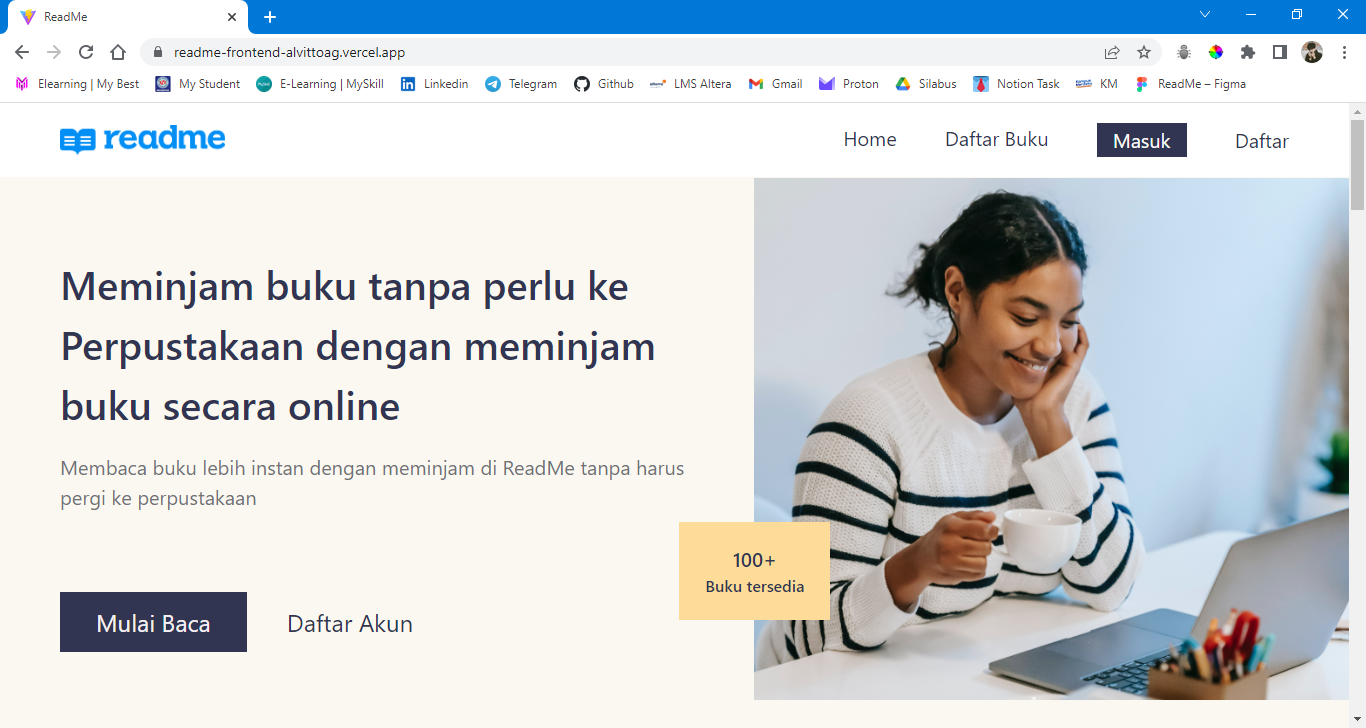 ReadMe
readme-frontend-alvittoag.vercel.app
Elearning | My Best My Student E-Learning | MySkill Linkedin Telegram Github LMS Altera Gmail Proton Silabus Notion Task KM ReadMe – Figma
readme Home Daftar Buku Masuk Daftar
Meminjam buku tanpa perlu ke
Perpustakaan dengan meminjam
buku secara online
Membaca buku lebih instan dengan meminjam di ReadMe tanpa harus
pergi ke perpustakaan
100+
Buku tersedia
Mulai Baca Daftar Akun